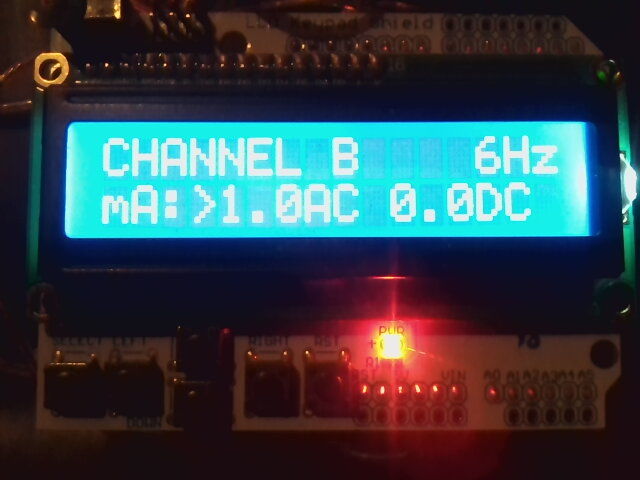 LCD Keypad Shield
16
CHANNEL B 6Hz
mA:>1.0AC 0.0DC
PWR
SELECT LEFT RIGHT RST
VIN A0 A1 A2 A3 A4 A5
DOWN